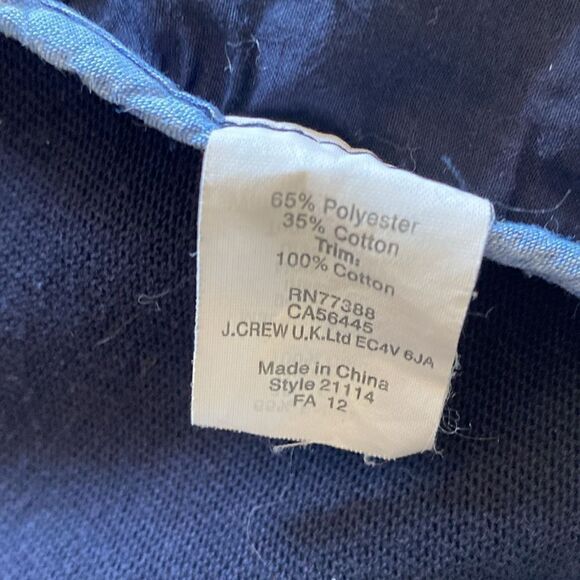 65% Polyester
35% Cotton
Trim:
100% Cotton
RN77388
CA56445
J.CREW U.K.Ltd EC4V 6JA
Made in China
Style 21114
FA 12